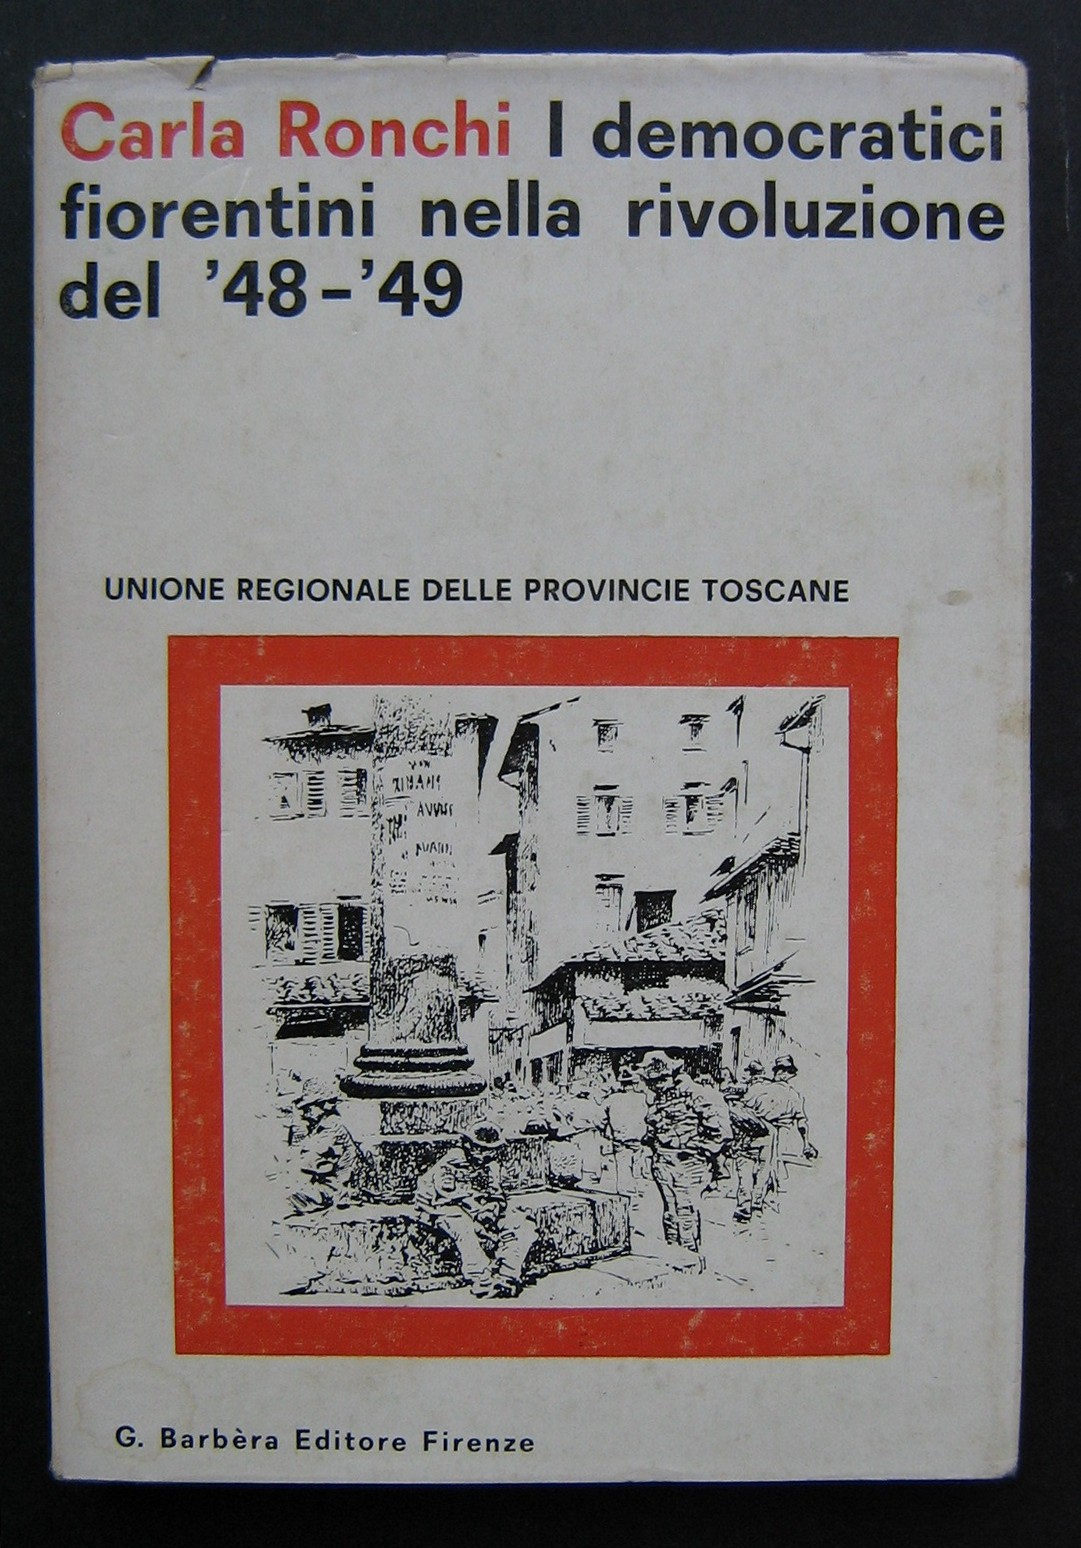 Carla Ronchi I democratici
fiorentini nella rivoluzione
del ’48-’49
UNIONE REGIONALE DELLE PROVINCIE TOSCANE
G. Barbèra Editore Firenze